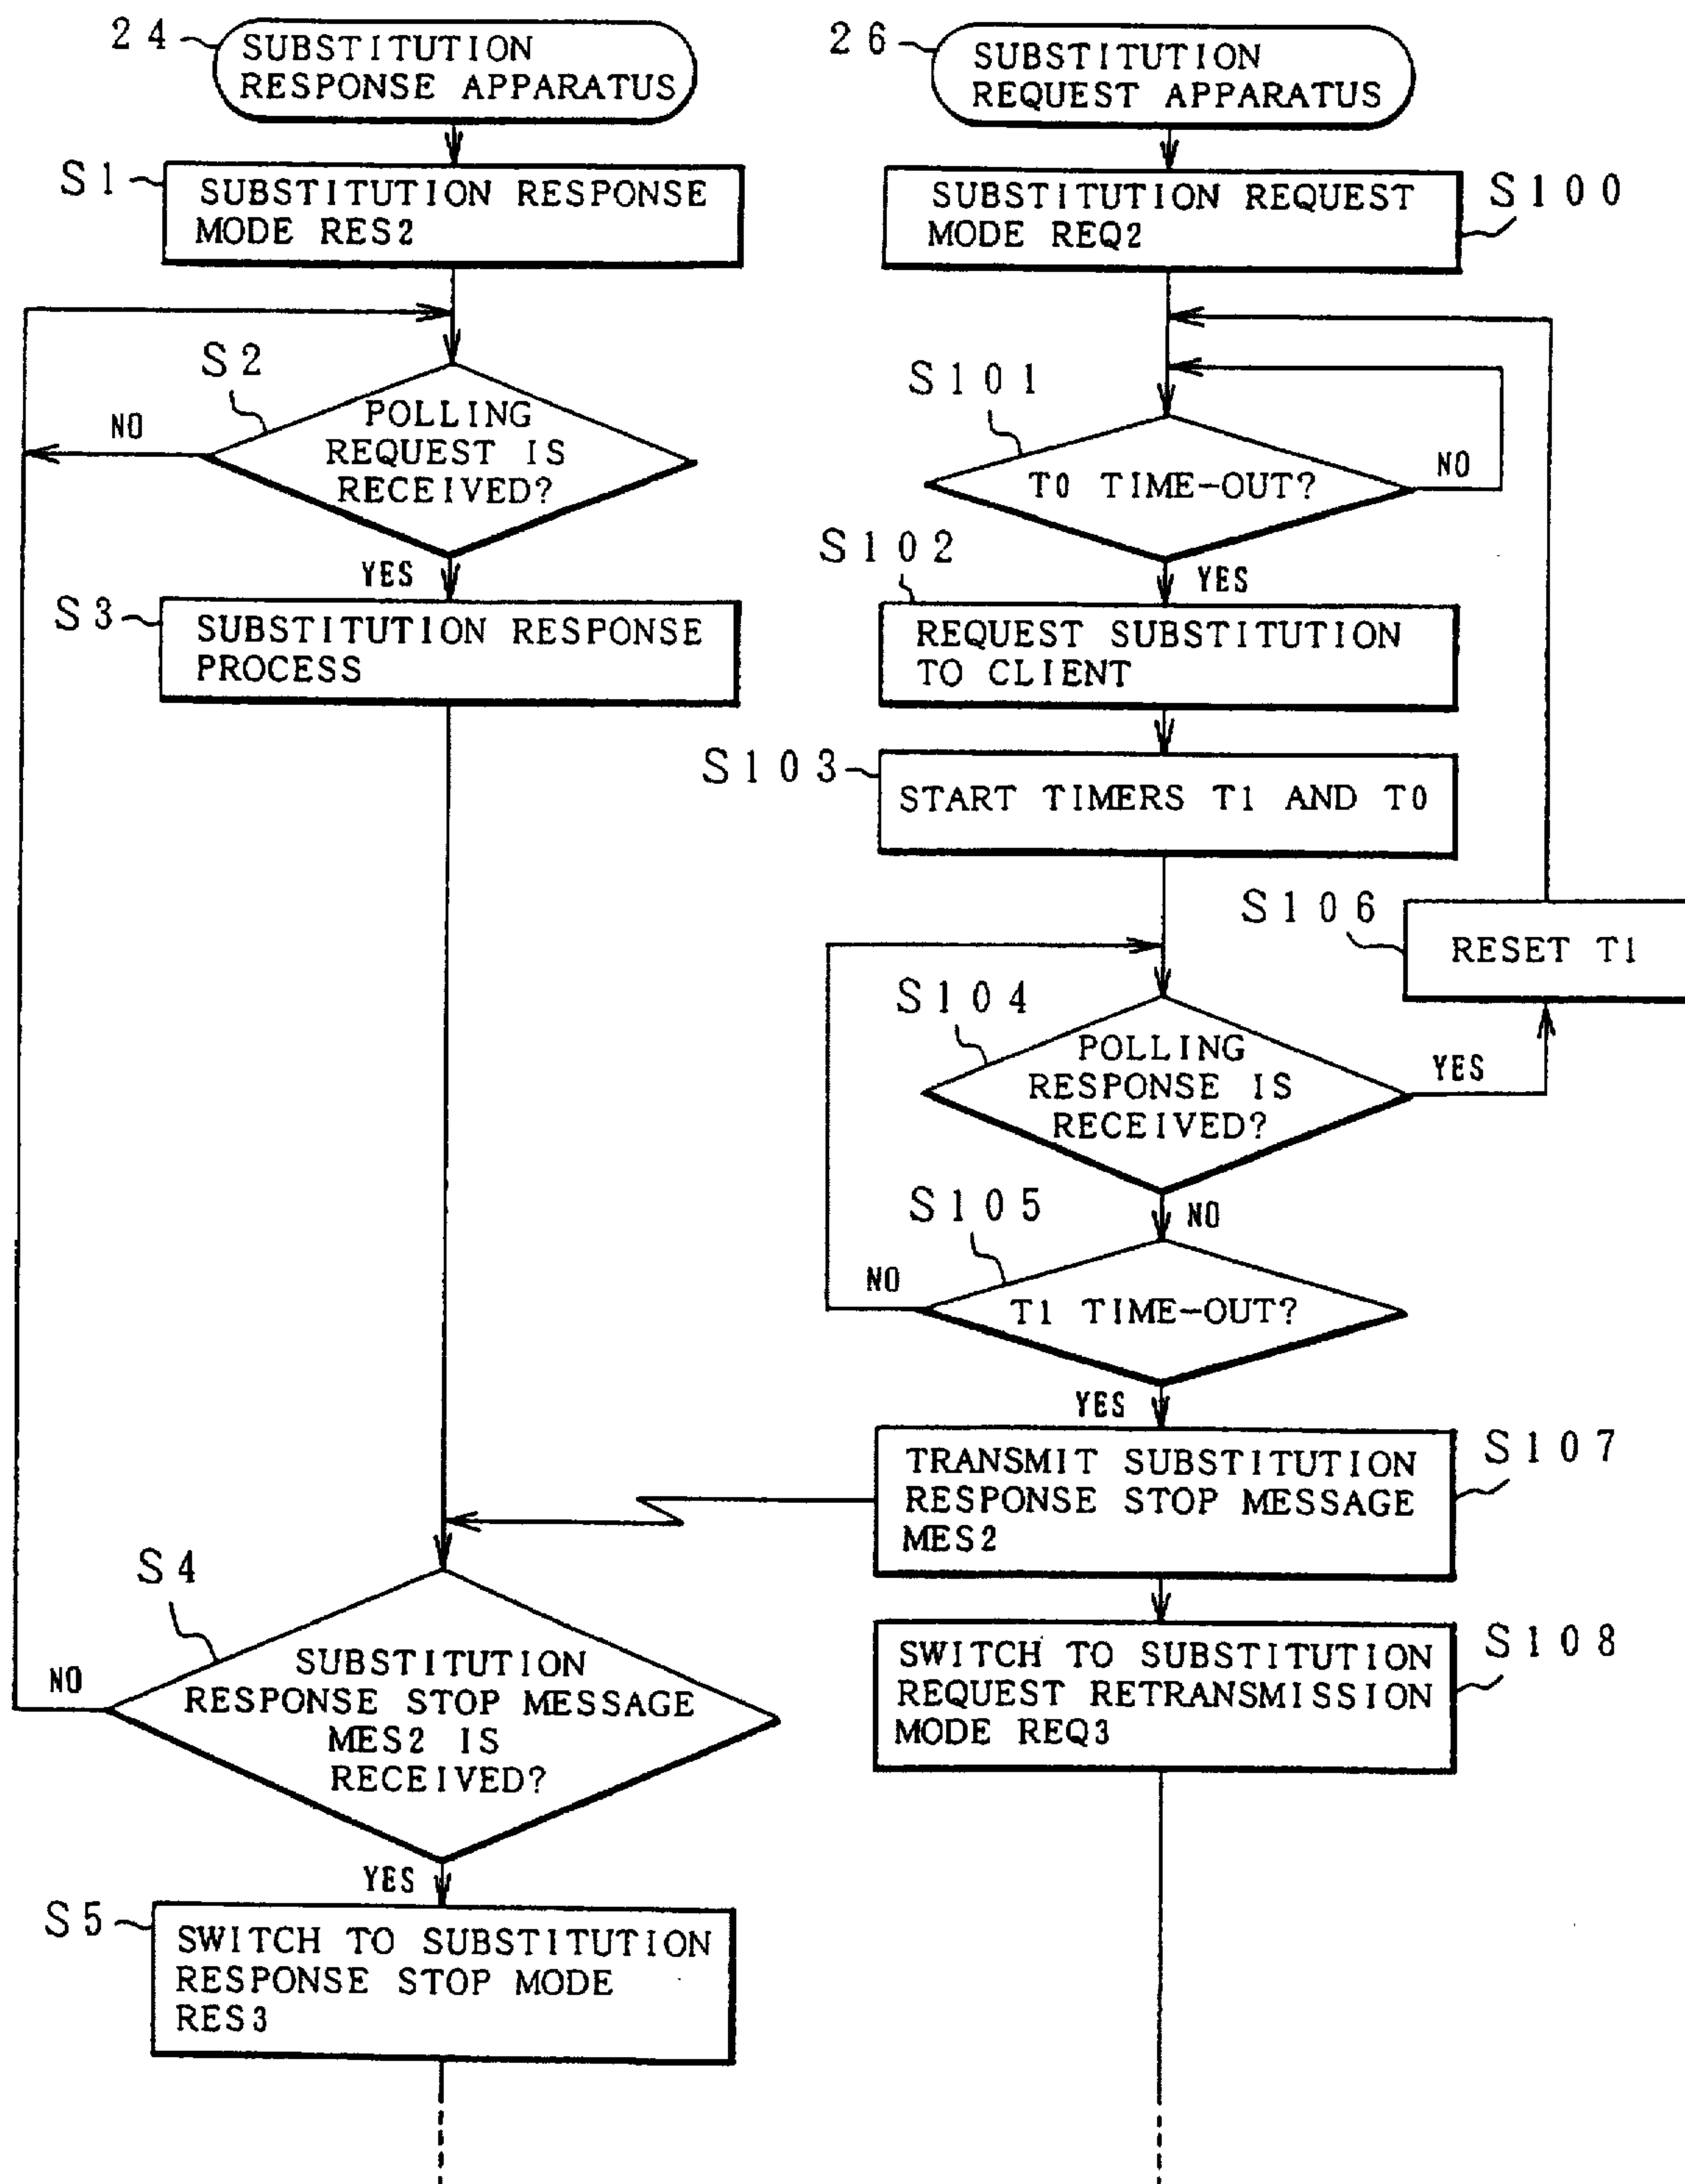 24
SUBSTITUTION
RESPONSE APPARATUS
S1
SUBSTITUTION RESPONSE
MODE RES2
S2
POLLING
REQUEST IS
RECEIVED?
NO
YES
S3
SUBSTITUTION RESPONSE
PROCESS
S4
SUBSTITUTION
RESPONSE STOP MESSAGE
MES2 IS
RECEIVED?
NO
YES
S5
SWITCH TO SUBSTITUTION
RESPONSE STOP MODE
RES3
26
SUBSTITUTION
REQUEST APPARATUS
S100
SUBSTITUTION REQUEST
MODE REQ2
S101
T0 TIME-OUT?
NO
YES
S102
REQUEST SUBSTITUTION
TO CLIENT
S103
START TIMERS T1 AND T0
S104
POLLING
RESPONSE IS
RECEIVED?
YES
S106
RESET T1
NO
S105
T1 TIME-OUT?
NO
YES
S107
TRANSMIT SUBSTITUTION
RESPONSE STOP MESSAGE
MES2
S108
SWITCH TO SUBSTITUTION
REQUEST RETRANSMISSION
MODE REQ3